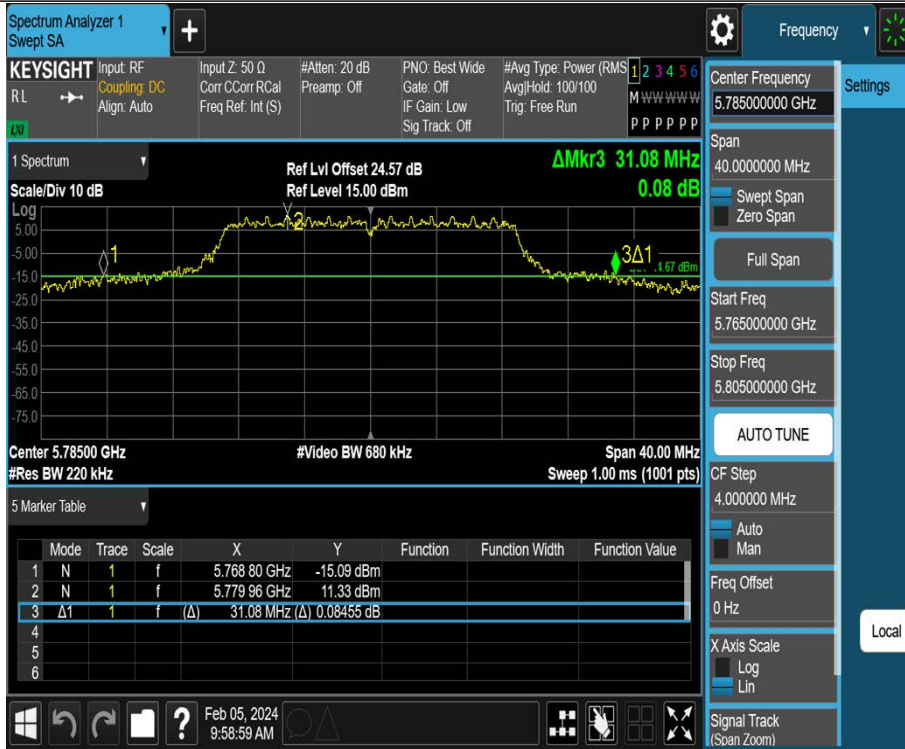 Spectrum Analyzer 1
Swept SA
+
Frequency
KEYSIGHT
RL
LXI
Input: RF
Coupling: DC
Align: Auto
Input Z: 50 Ω
Corr CCorr RCal
Freq Ref: Int (S)
#Atten: 20 dB
Preamp: Off
PNO: Best Wide
Gate: Off
IF Gain: Low
Sig Track: Off
#Avg Type: Power (RMS
Avg|Hold: 100/100
Trig: Free Run
1 2 3 4 5 6
M W W W W W
P P P P P P
1 Spectrum
Scale/Div 10 dB
Ref Lvl Offset 24.57 dB
Ref Level 15.00 dBm
ΔMkr3 31.08 MHz
0.08 dB
Log
5.00
-5.00
-15.0
-25.0
-35.0
-45.0
-55.0
-65.0
-75.0
1
2
3Δ1
4.67 dBm
Center 5.78500 GHz
#Res BW 220 kHz
#Video BW 680 kHz
Span 40.00 MHz
Sweep 1.00 ms (1001 pts)
5 Marker Table
Mode Trace Scale X Y Function Function Width Function Value
1 N 1 f 5.768 80 GHz -15.09 dBm
2 N 1 f 5.779 96 GHz 11.33 dBm
3 Δ1 1 f (Δ) 31.08 MHz (Δ) 0.08455 dB
4
5
6
?
Feb 05, 2024
9:58:59 AM
Center Frequency
5.785000000 GHz
Span
40.0000000 MHz
Swept Span
Zero Span
Full Span
Start Freq
5.765000000 GHz
Stop Freq
5.805000000 GHz
AUTO TUNE
CF Step
4.000000 MHz
Auto
Man
Freq Offset
0 Hz
X Axis Scale
Log
Lin
Signal Track
(Span Zoom)
Settings
Local